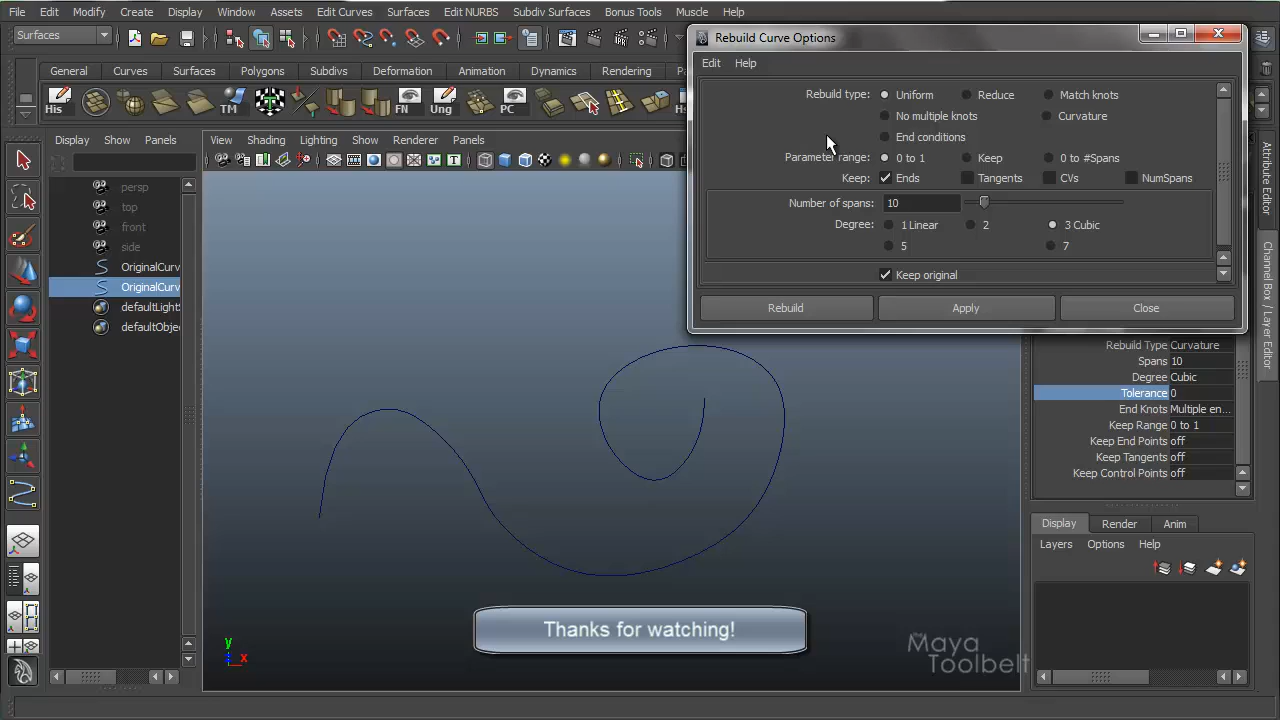 File Edit Modify Create Display Window Assets Edit Curves Surfaces Edit NURBS Subdiv Surfaces Bonus Tools Muscle Help
Surfaces
Rebuild Curve Options
Edit Help
General Curves Surfaces Polygons Subdivs Deformation Animation Dynamics Rendering
His TM FN Ung PC
Rebuild type: Uniform Reduce Match knots
No multiple knots Curvature
End conditions
Parameter range: 0 to 1 Keep 0 to #Spans
Keep: Ends Tangents CVs NumSpans
Number of spans: 10
Degree: 1 Linear 2 3 Cubic
5 7
Keep original
Rebuild Apply Close
Display Show Panels
persp
top
front
side
OriginalCurv
OriginalCurv
defaultLight
defaultObje
View Shading Lighting Show Renderer Panels
Attribute Editor
Channel Box / Layer Editor
Rebuild Type Curvature
Spans 10
Degree Cubic
Tolerance 0
End Knots Multiple en...
Keep Range 0 to 1
Keep End Points off
Keep Tangents off
Keep Control Points off
Display Render Anim
Layers Options Help
Thanks for watching!
y
x
Maya
Toolbelt